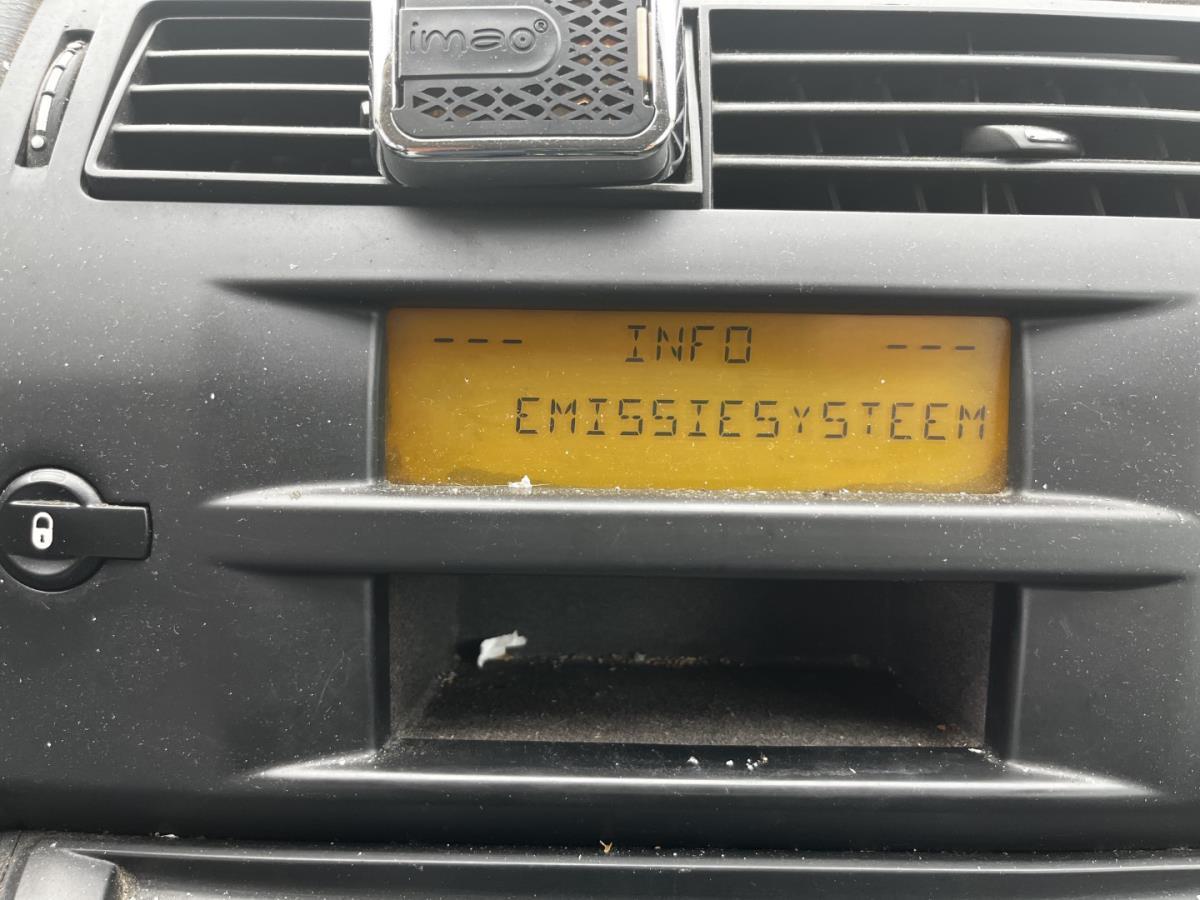 imao®
--- INFO ---
EMISSIESYSTEEM